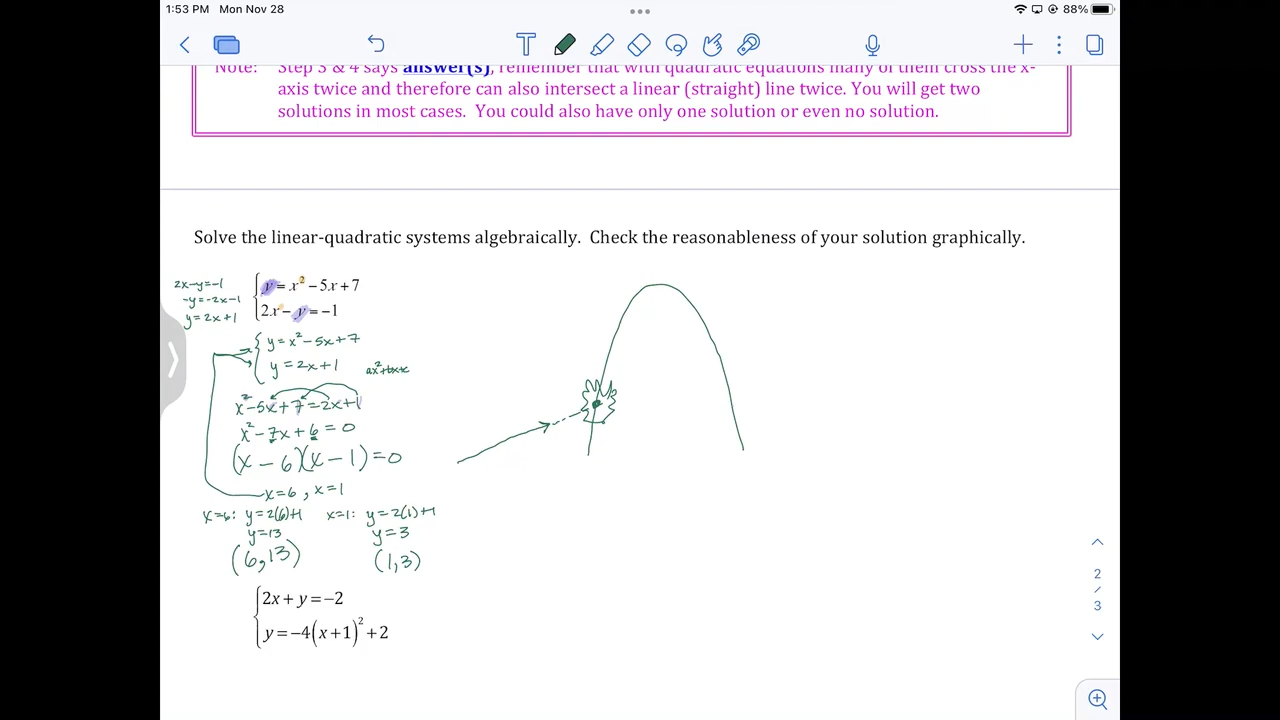 1:53 PM Mon Nov 28
88%
Note: Step 3 & 4 says answer(s), remember that with quadratic equations many of them cross the x-
axis twice and therefore can also intersect a linear (straight) line twice. You will get two
solutions in most cases. You could also have only one solution or even no solution.
Solve the linear-quadratic systems algebraically. Check the reasonableness of your solution graphically.
y = x² − 5x + 7
2x − y = −1
2x−y=−1
−y=−2x−1
y=2x+1
y=x²−5x+7
y=2x+1
ax²+bx+c
x²−5x+7=2x+1
x²−7x+6=0
(x−6)(x−1)=0
x=6, x=1
x=6: y=2(6)+1 x=1: y=2(1)+1
y=13 y=3
(6,13) (1,3)
2x + y = −2
y = −4(x+1)² + 2
2
/
3